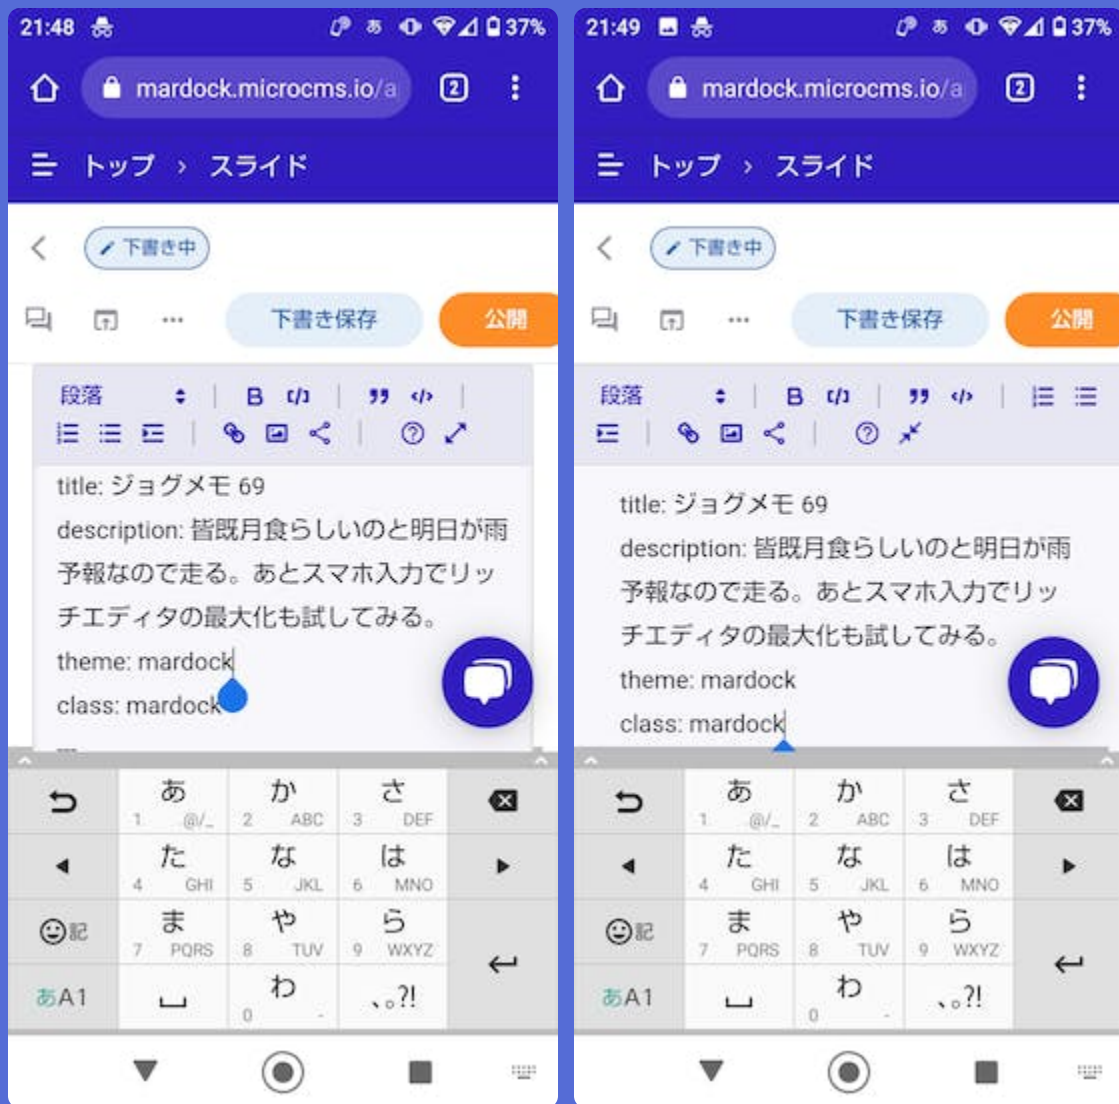 21:48
37%
mardock.microcms.io/a
2
トップ › スライド
下書き中
下書き保存
公開
段落
B
title: ジョグメモ 69
description: 皆既月食らしいのと明日が雨
予報なので走る。あとスマホ入力でリッ
チエディタの最大化も試してみる。
theme: mardock
class: mardock
あ
1 @/_
か
2 ABC
さ
3 DEF
た
4 GHI
な
5 JKL
は
6 MNO
ま
7 PQRS
や
8 TUV
ら
9 WXYZ
記
あA1
わ
0 -
､｡?!
21:49
37%
mardock.microcms.io/a
2
トップ › スライド
下書き中
下書き保存
公開
段落
B
title: ジョグメモ 69
description: 皆既月食らしいのと明日が雨
予報なので走る。あとスマホ入力でリッ
チエディタの最大化も試してみる。
theme: mardock
class: mardock
あ
1 @/_
か
2 ABC
さ
3 DEF
た
4 GHI
な
5 JKL
は
6 MNO
ま
7 PQRS
や
8 TUV
ら
9 WXYZ
記
あA1
わ
0 -
､｡?!